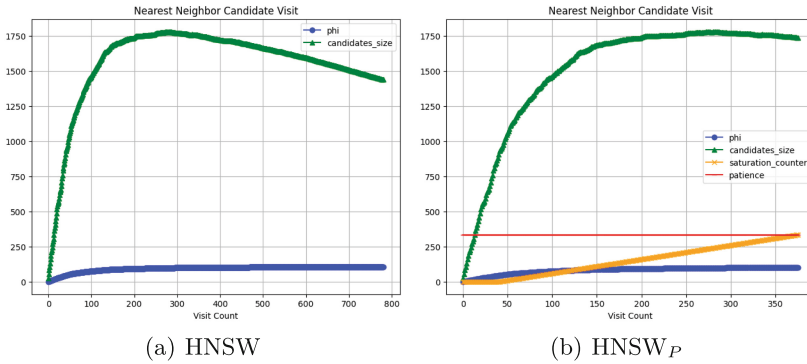 Nearest Neighbor Candidate Visit
phi
candidates_size
1750
1500
1250
1000
750
500
250
0
0 100 200 300 400 500 600 700 800
Visit Count
(a) HNSW
Nearest Neighbor Candidate Visit
1750
1500
1250
1000
750
500
250
0
phi
candidates_size
saturation_counter
patience
0 50 100 150 200 250 300 350
Visit Count
(b) HNSW_P